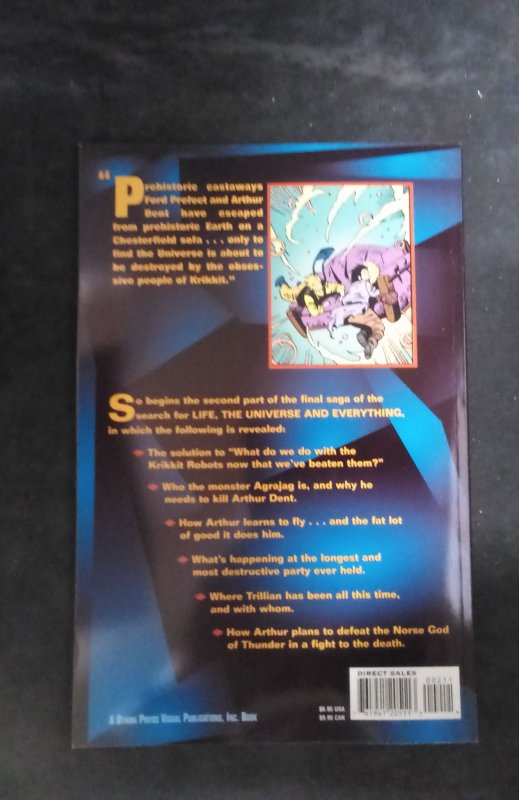 "Prehistoric castaways
Ford Prefect and Arthur
Dent have escaped
from prehistoric Earth on a
Chesterfield sofa . . . only to
find the Universe is about to
be destroyed by the obses-
sive people of Krikkit."
So begins the second part of the final saga of the
search for LIFE, THE UNIVERSE AND EVERYTHING,
in which the following is revealed:
The solution to "What do we do with the
Krikkit Robots now that we've beaten them?"
Who the monster Agrajag is, and why he
needs to kill Arthur Dent.
How Arthur learns to fly . . . and the fat lot
of good it does him.
What's happening at the longest and
most destructive party ever held.
Where Trillian has been all this time,
and with whom.
How Arthur plans to defeat the Norse God
of Thunder in a fight to the death.
DIRECT SALES
00211
$6.95 USA
$9.95 CAN
A Byron Preiss Visual Publications, Inc. Book